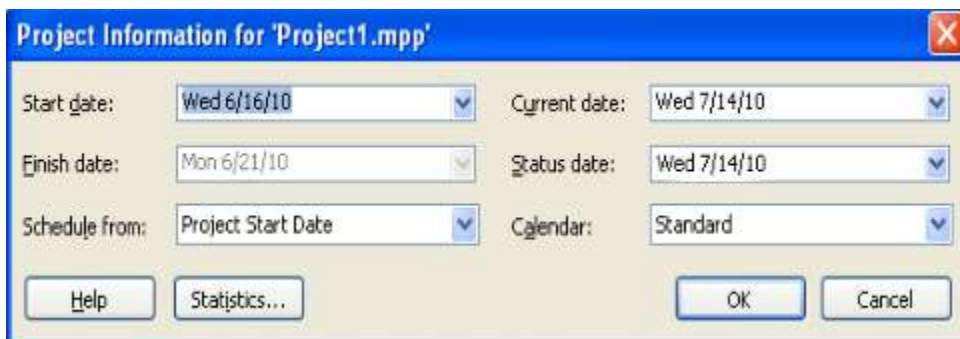 Project Information for 'Project1.mpp'
Start date: Wed 6/16/10 Current date: Wed 7/14/10
Finish date: Mon 6/21/10 Status date: Wed 7/14/10
Schedule from: Project Start Date Calendar: Standard
Help Statistics... OK Cancel